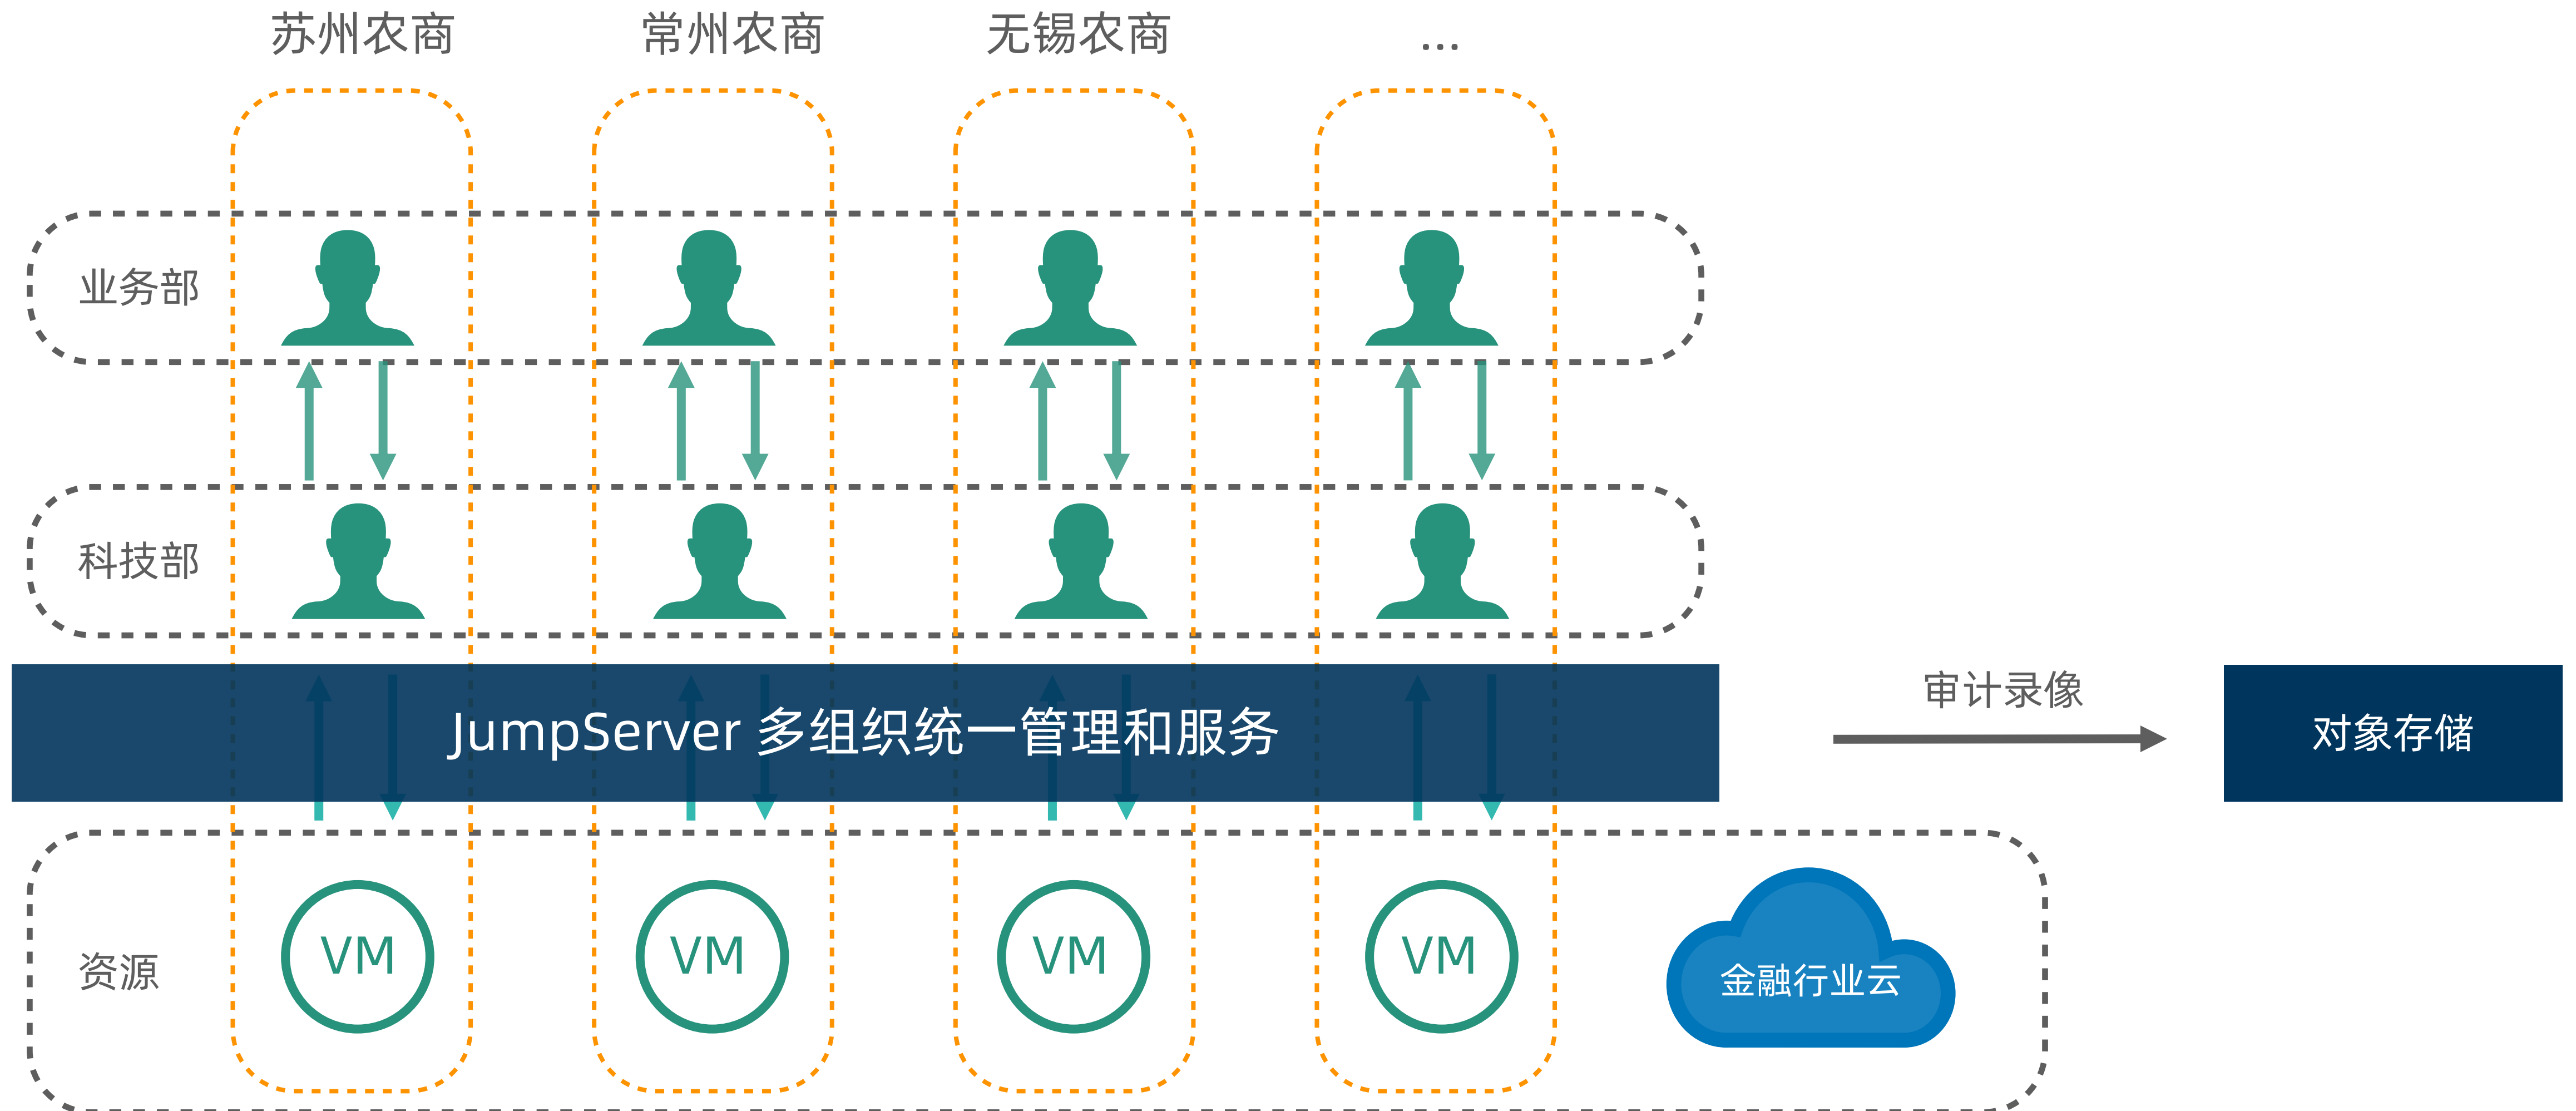 苏州农商
常州农商
无锡农商
...
业务部
科技部
JumpServer 多组织统一管理和服务
审计录像
对象存储
资源
VM
VM
VM
VM
金融行业云